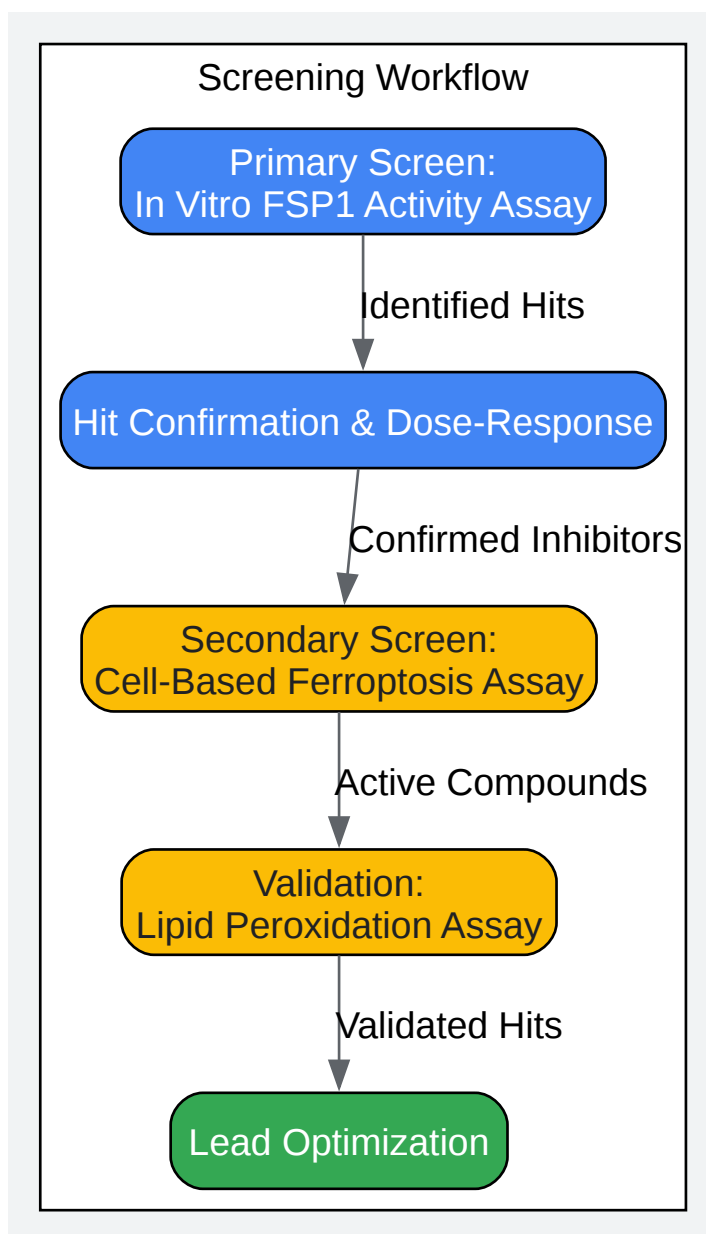 Screening Workflow
Primary Screen:
In Vitro FSP1 Activity Assay
Identified Hits
Hit Confirmation & Dose-Response
Confirmed Inhibitors
Secondary Screen:
Cell-Based Ferroptosis Assay
Active Compounds
Validation:
Lipid Peroxidation Assay
Validated Hits
Lead Optimization